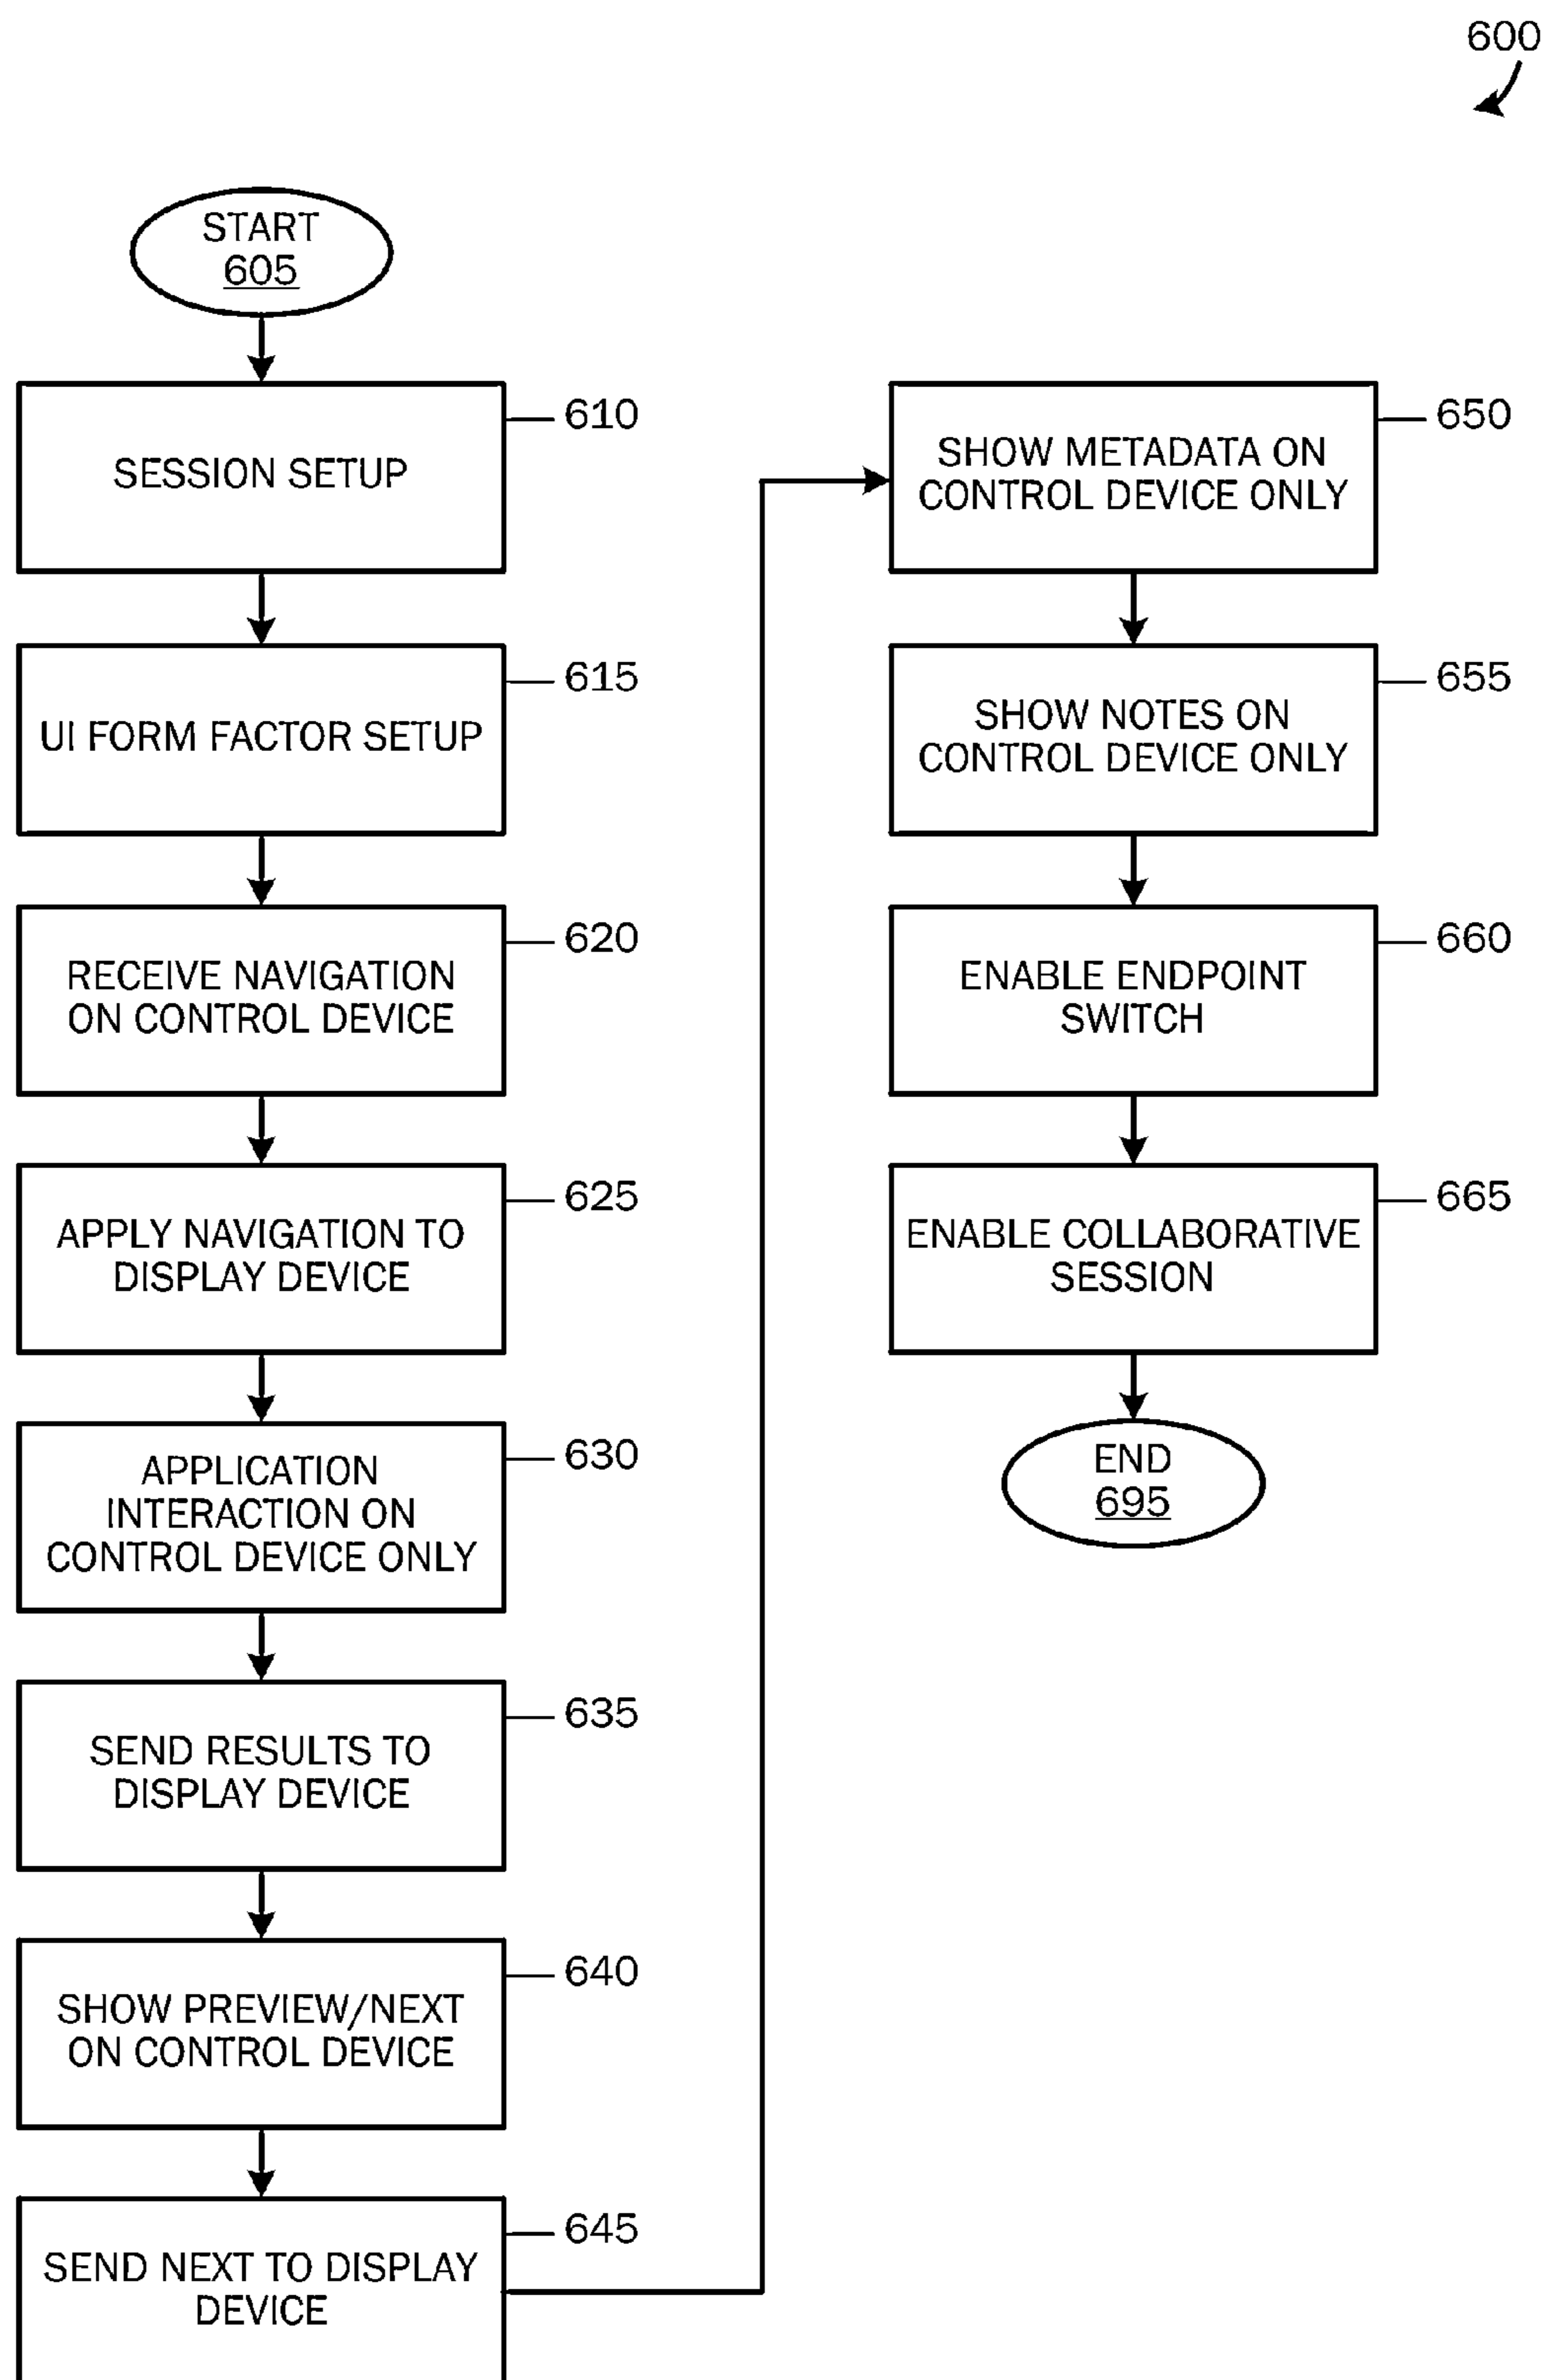 600
START
605
610
SESSION SETUP
615
UI FORM FACTOR SETUP
620
RECEIVE NAVIGATION
ON CONTROL DEVICE
625
APPLY NAVIGATION TO
DISPLAY DEVICE
630
APPLICATION
INTERACTION ON
CONTROL DEVICE ONLY
635
SEND RESULTS TO
DISPLAY DEVICE
640
SHOW PREVIEW/NEXT
ON CONTROL DEVICE
645
SEND NEXT TO DISPLAY
DEVICE
650
SHOW METADATA ON
CONTROL DEVICE ONLY
655
SHOW NOTES ON
CONTROL DEVICE ONLY
660
ENABLE ENDPOINT
SWITCH
665
ENABLE COLLABORATIVE
SESSION
END
695